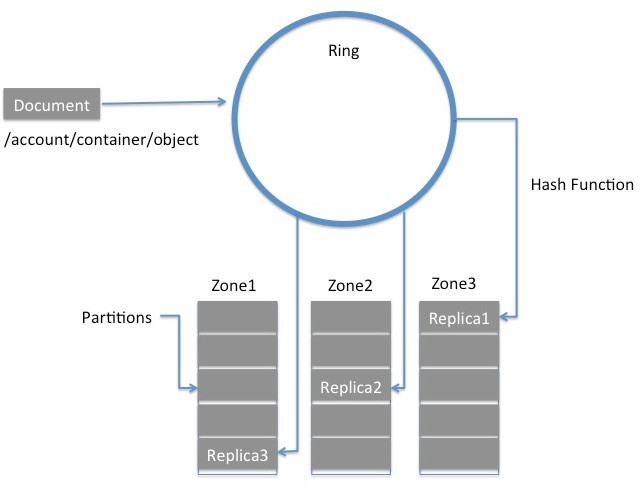 Ring
Document
/account/container/object
Hash Function
Zone1
Zone2
Zone3
Partitions
Replica1
Replica2
Replica3